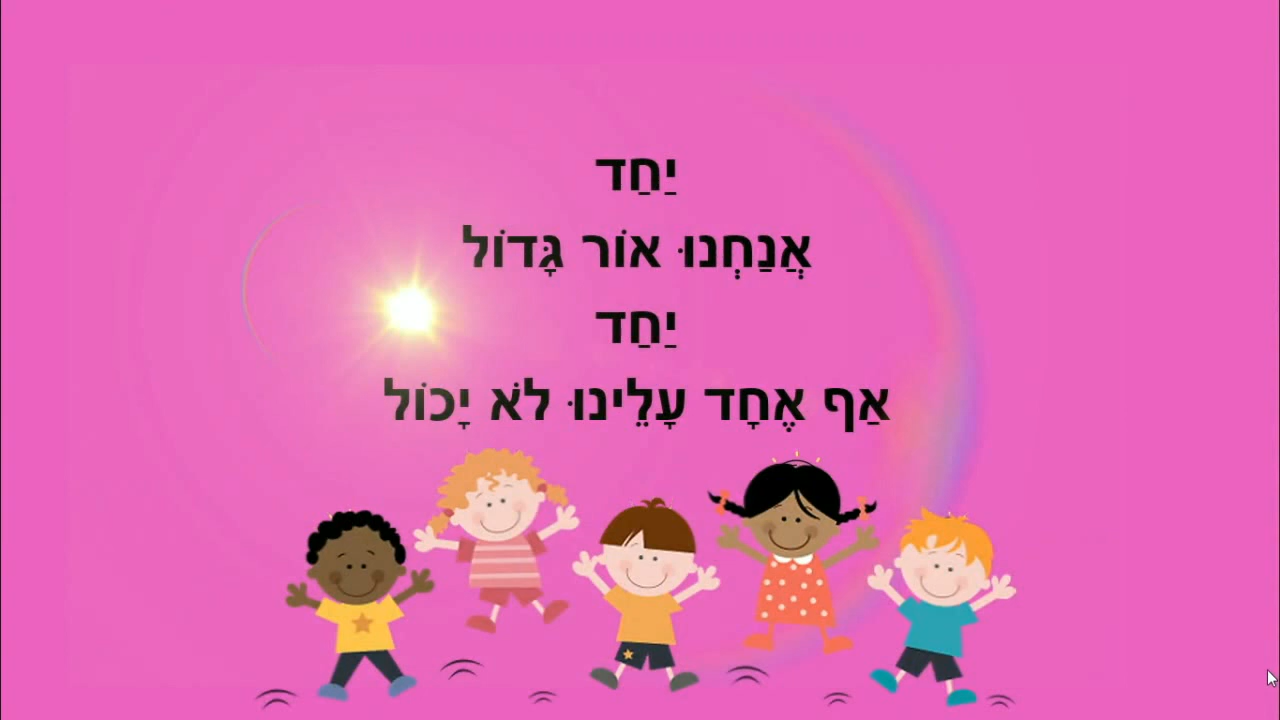 יַחַד
אֲנַחְנוּ אוֹר גָּדוֹל
יַחַד
אַף אֶחָד עָלֵינוּ לֹא יָכוֹל